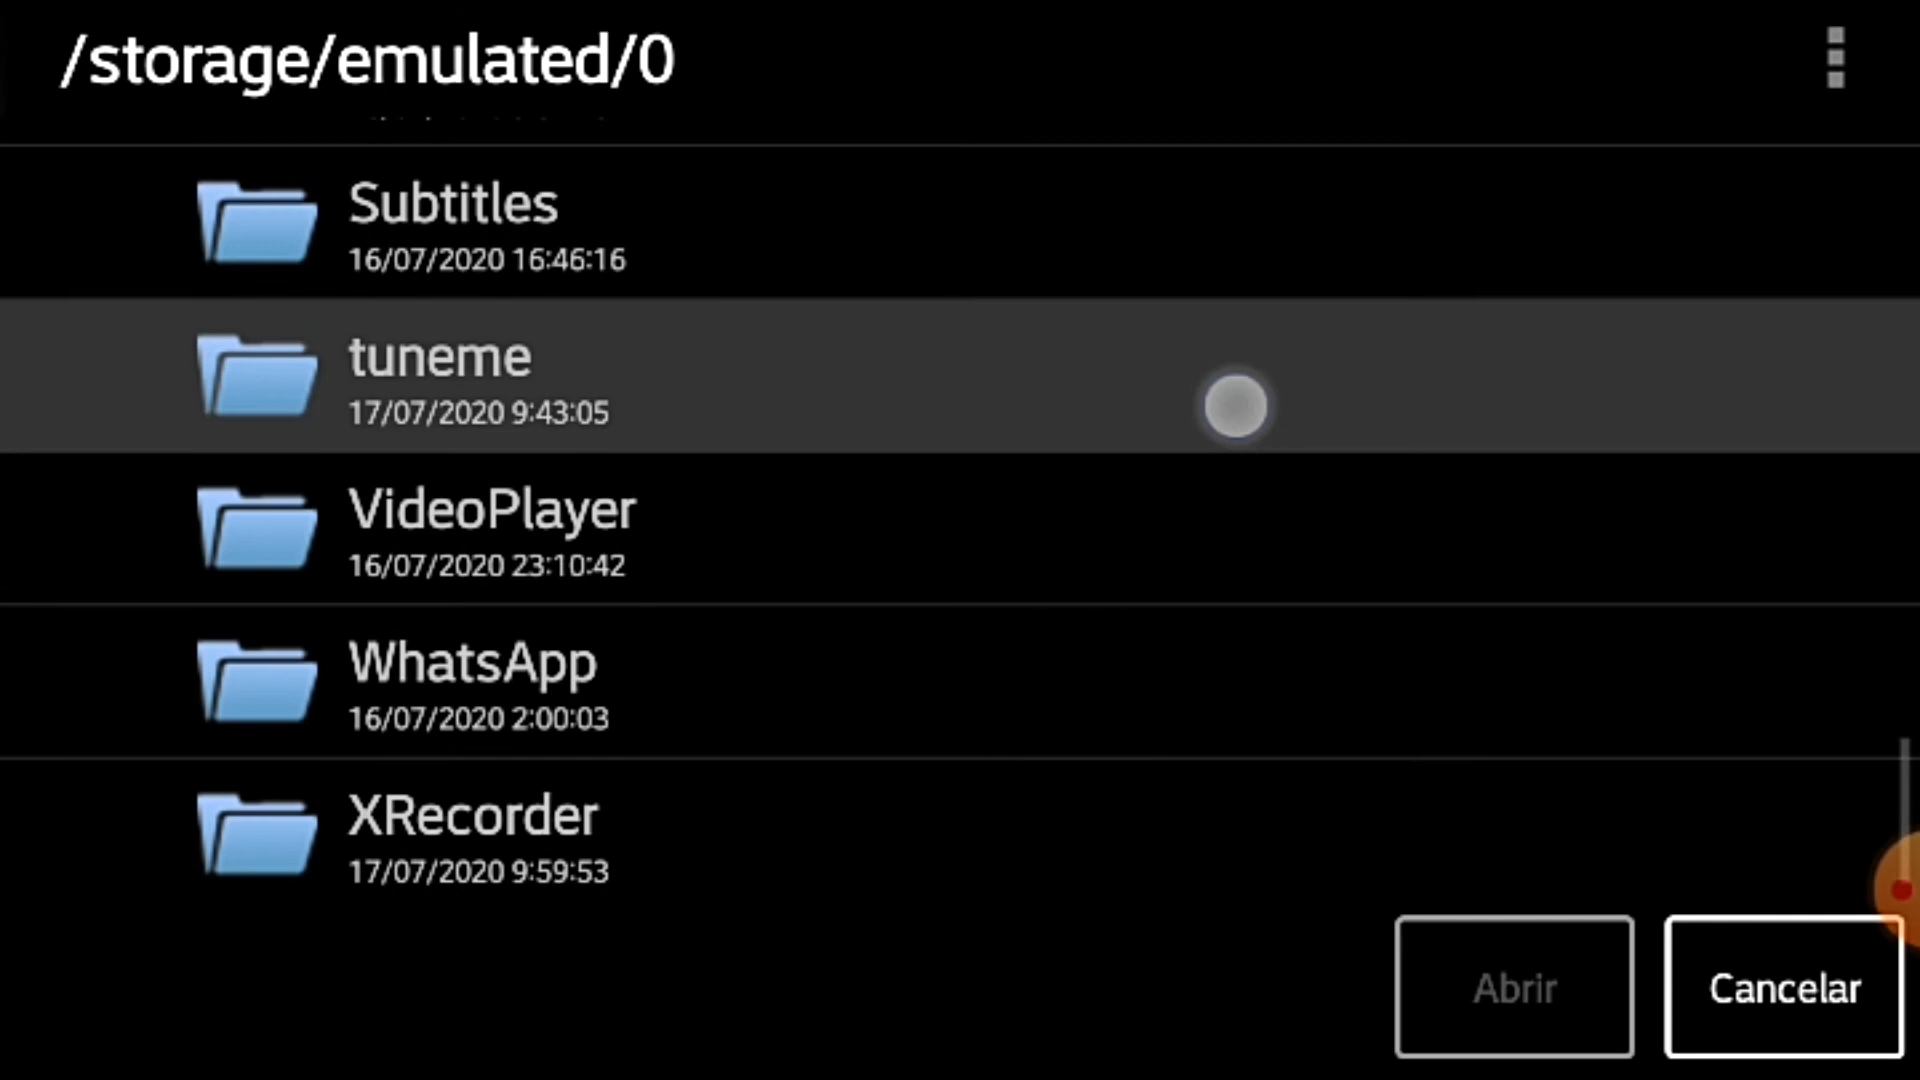 /storage/emulated/0
Subtitles
16/07/2020 16:46:16
tuneme
17/07/2020 9:43:05
VideoPlayer
16/07/2020 23:10:42
WhatsApp
16/07/2020 2:00:03
XRecorder
17/07/2020 9:59:53
Abrir
Cancelar